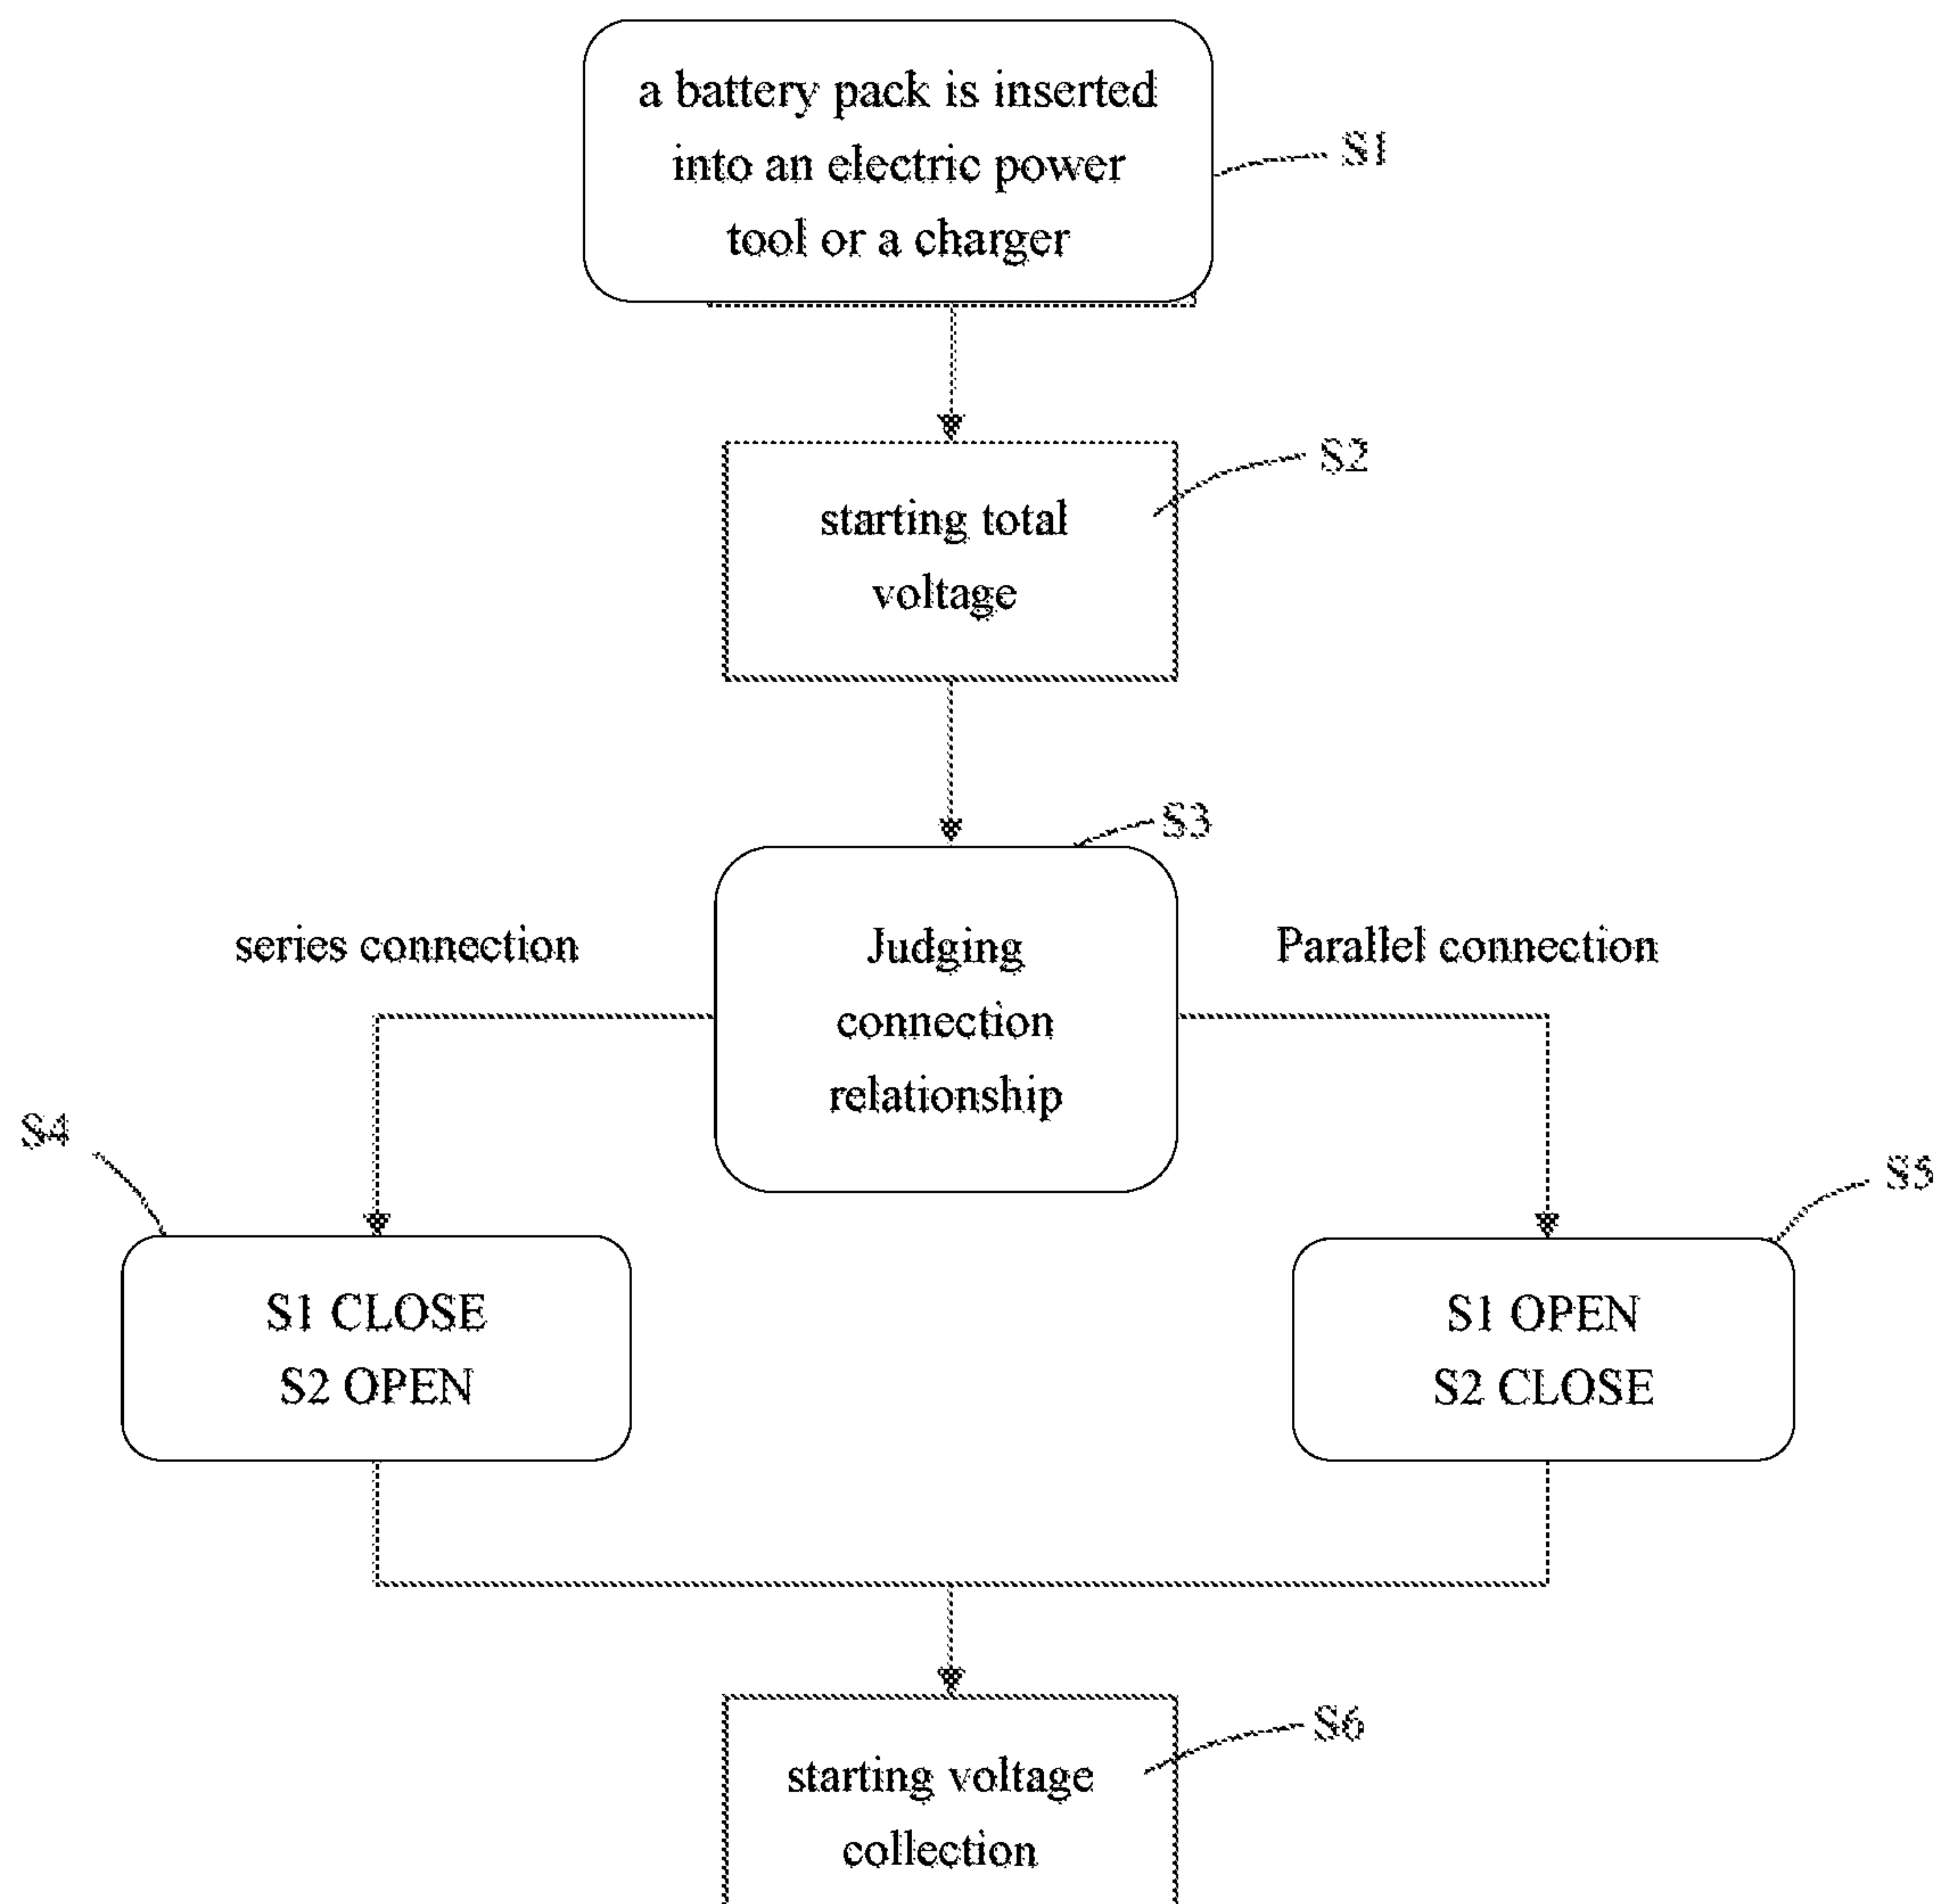 a battery pack is inserted
into an electric power
tool or a charger
S1
S2
starting total
voltage
S3
series connection
Judging
connection
relationship
Parallel connection
S4
S5
S1 CLOSE
S2 OPEN
S1 OPEN
S2 CLOSE
S6
starting voltage
collection